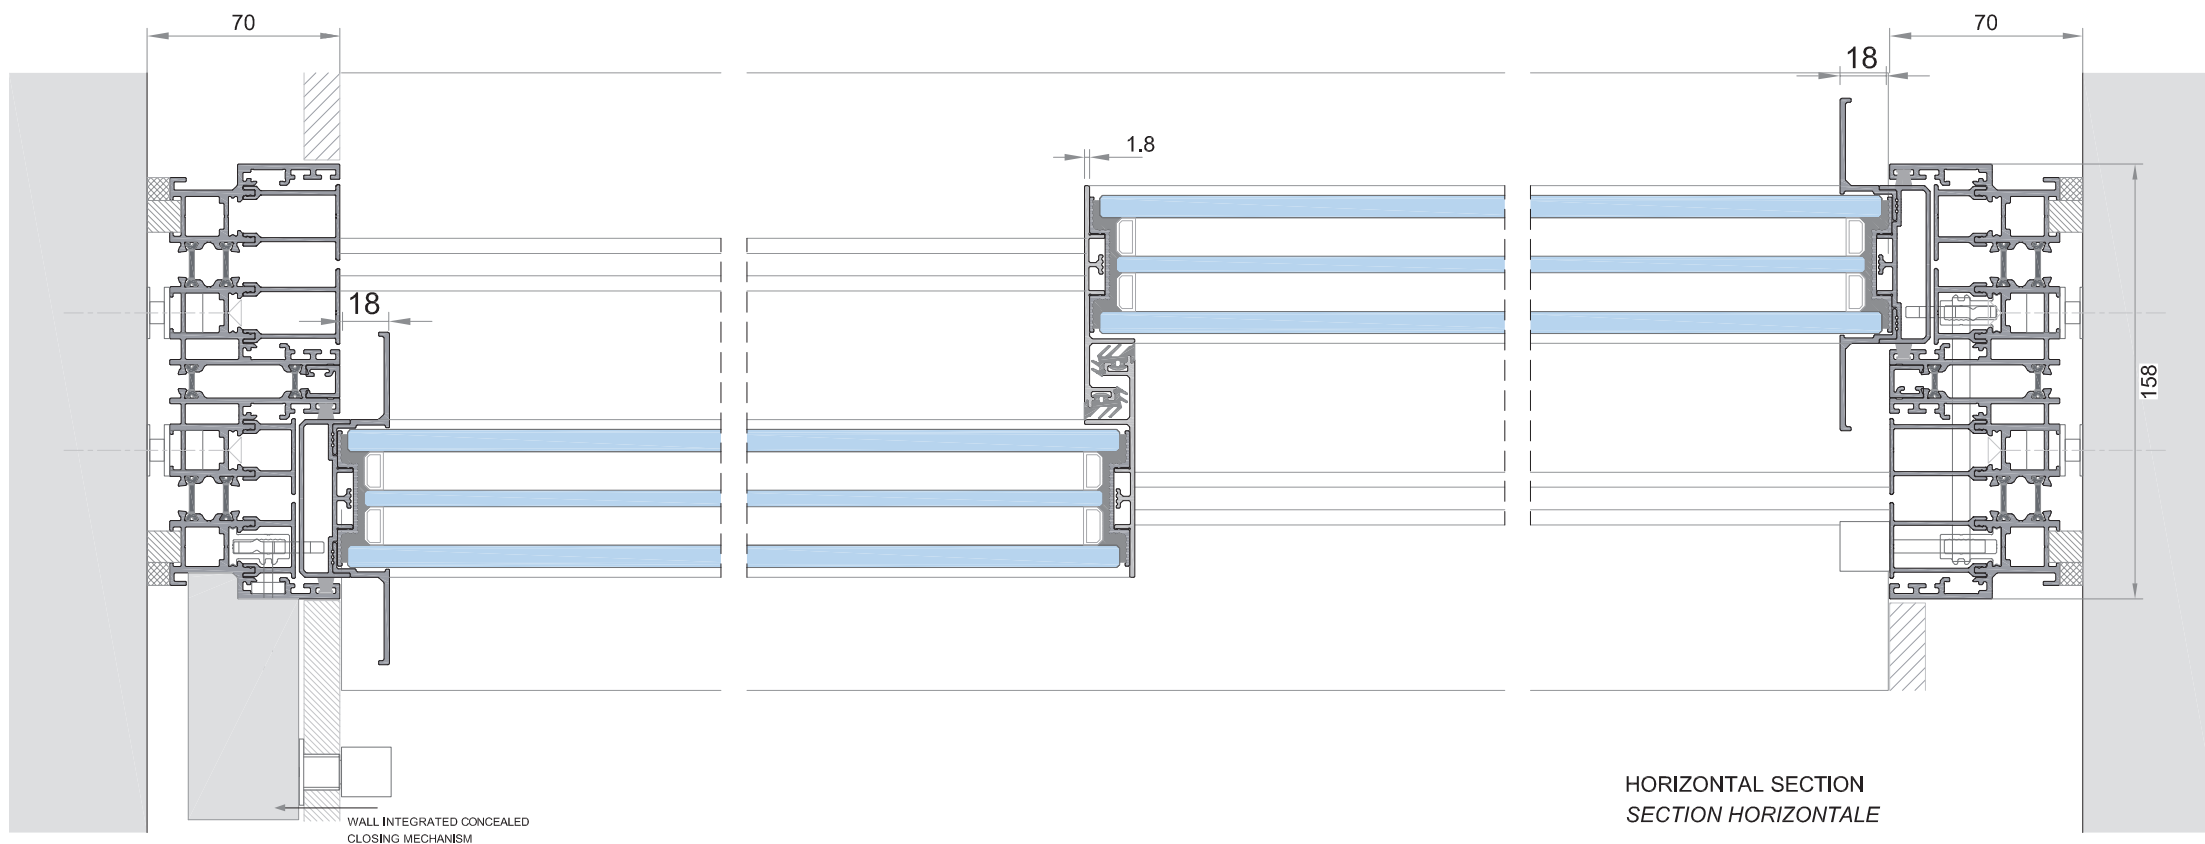 70
70
18
1.8
18
158
HORIZONTAL SECTION
SECTION HORIZONTALE
WALL INTEGRATED CONCEALED
CLOSING MECHANISM